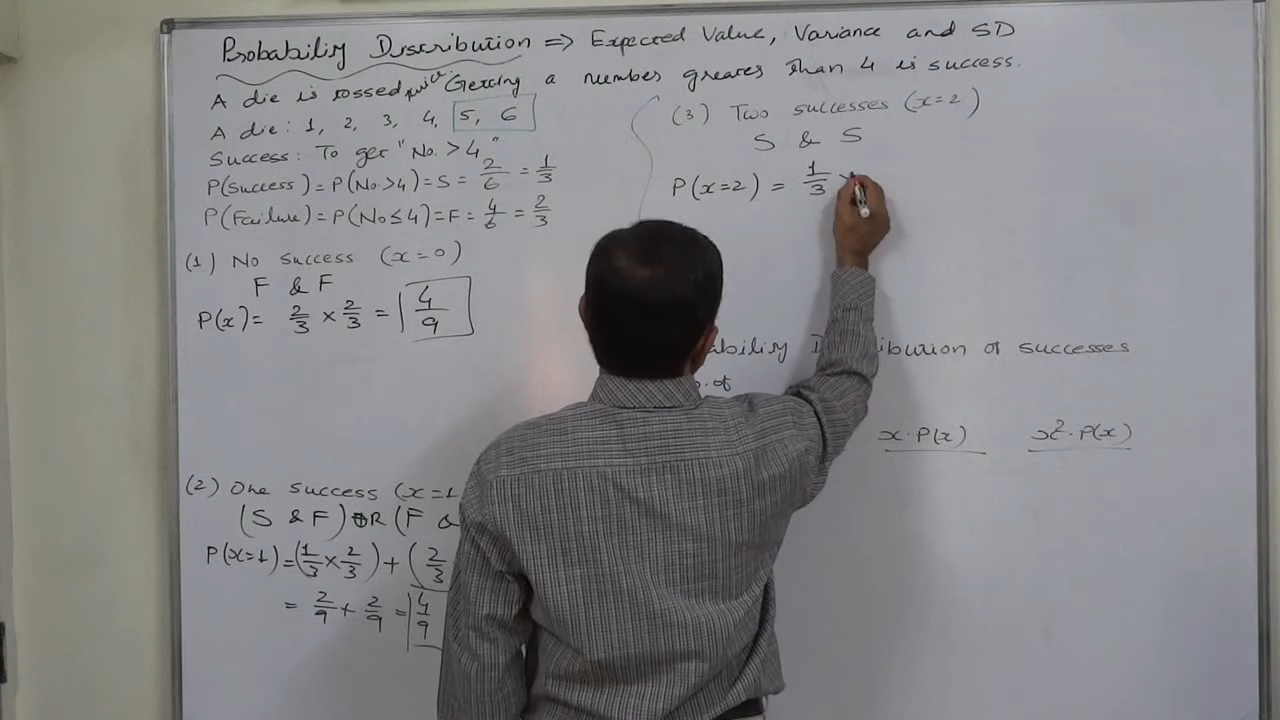 Probability Distribution ⇒ Expected Value, Variance and SD
A die is tossed twice Getting a number greater than 4 is success.
A die: 1, 2, 3, 4, 5, 6
Success: To get "No. > 4"
P(Success) = P(No. > 4) = S = 2/6 = 1/3
P(Failure) = P(No ≤ 4) = F = 4/6 = 2/3
(1) No success (x=0)
F & F
P(x) = 2/3 × 2/3 = 4/9
(2) One success (x=1
(S & F) OR (F &
P(x=1) = (1/3 × 2/3) + (2/3
= 2/9 + 2/9 = 4/9
(3) Two successes (x=2)
S & S
P(x=2) = 1/3 ×
ability D ibution of successes
o. of
x·P(x) x²·P(x)